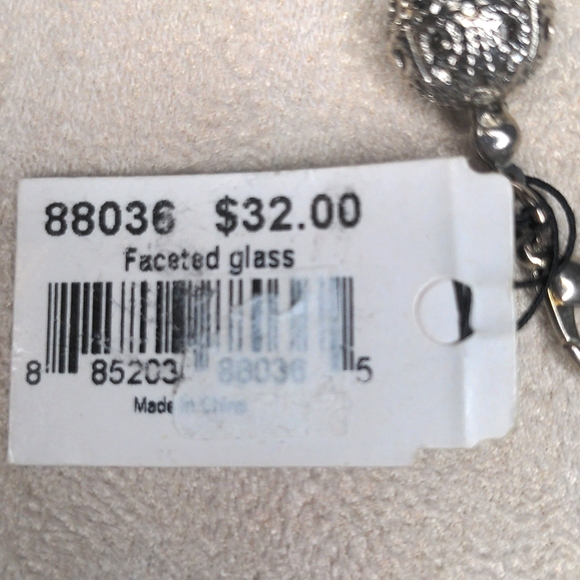 88036 $32.00
Faceted glass
8 85203 88036 5
Made in China